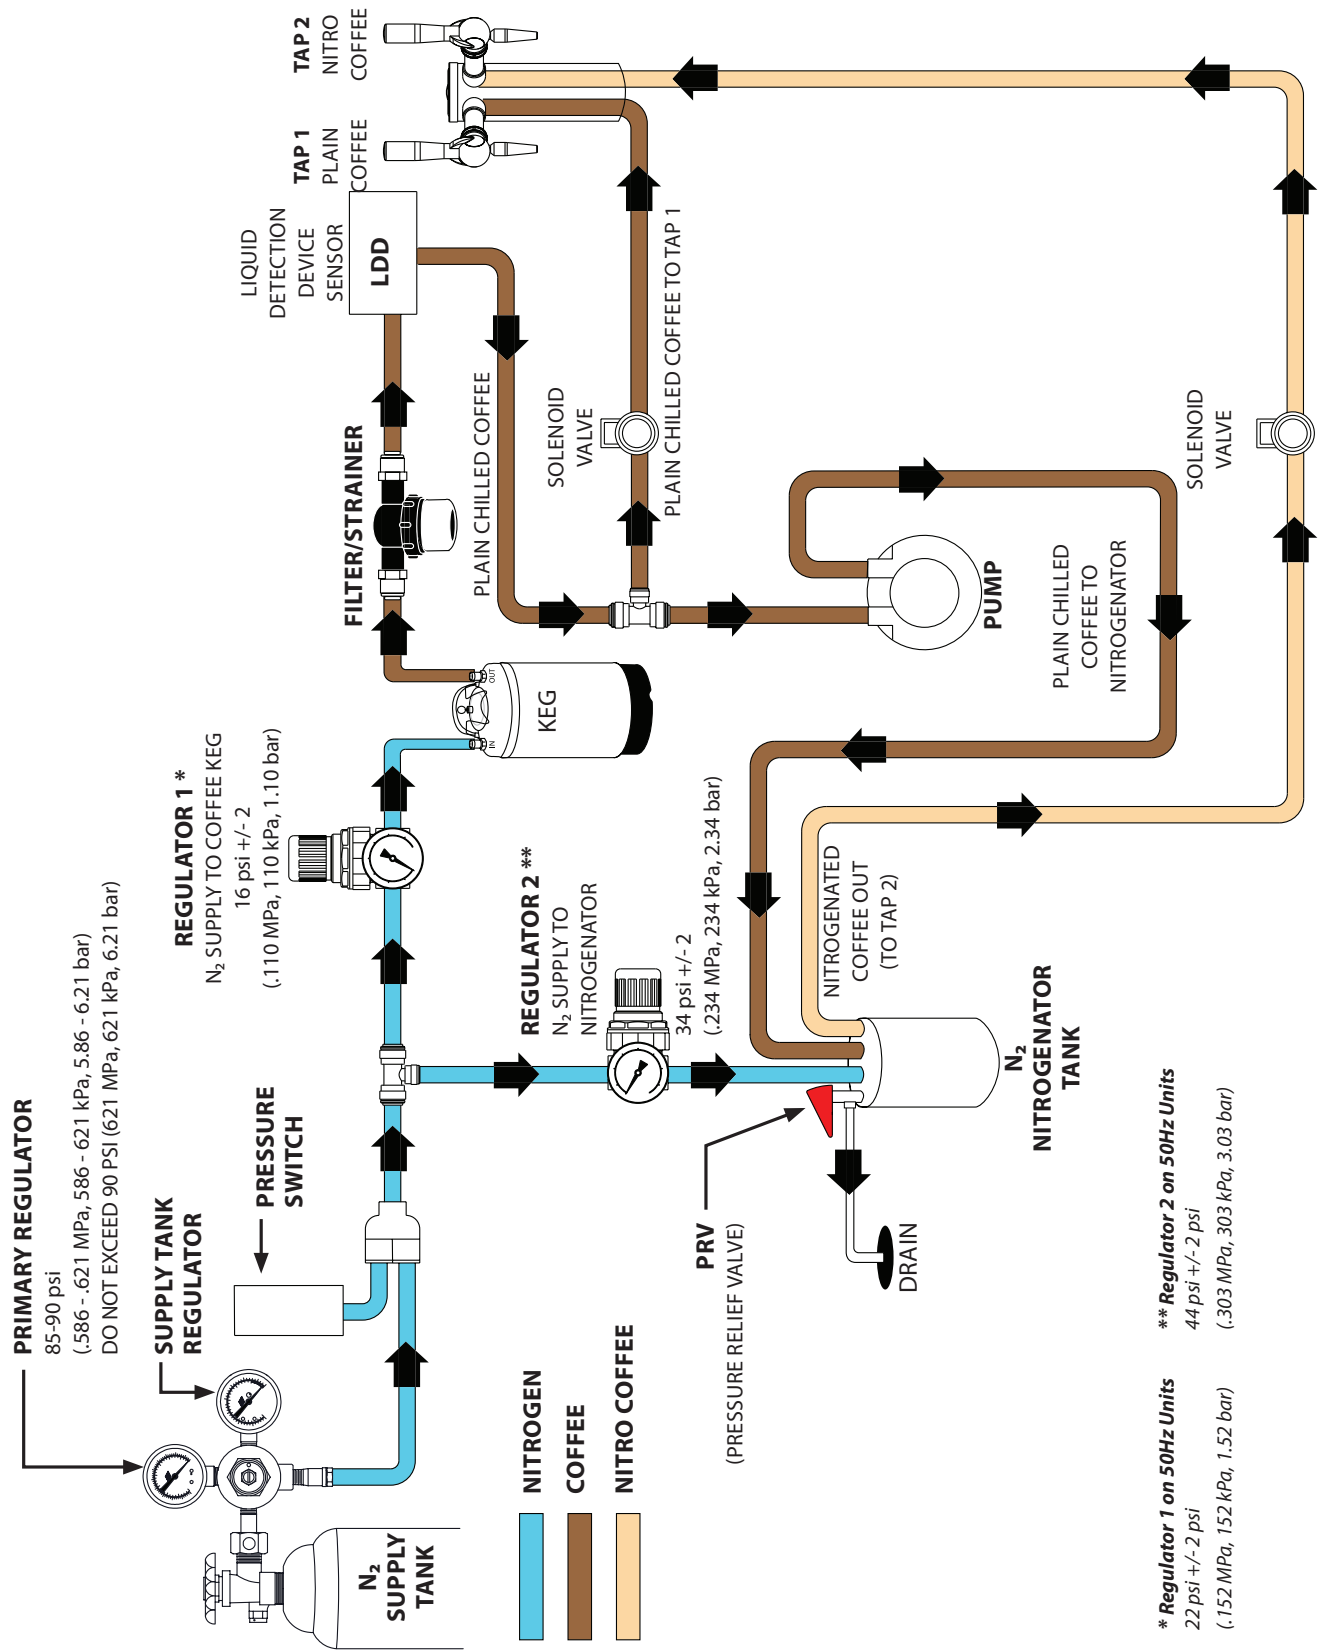 PRIMARY REGULATOR
85-90 psi
(.586 - .621 MPa, 586 - 621 kPa, 5.86 - 6.21 bar)
DO NOT EXCEED 90 PSI (621 MPa, 621 kPa, 6.21 bar)
SUPPLY TANK
REGULATOR
PRESSURE
SWITCH
N₂
SUPPLY
TANK
REGULATOR 1 *
N₂ SUPPLY TO COFFEE KEG
16 psi +/- 2
(.110 MPa, 110 kPa, 1.10 bar)
KEG
IN
OUT
FILTER/STRAINER
LIQUID
DETECTION
DEVICE
SENSOR
LDD
TAP 1
PLAIN
COFFEE
TAP 2
NITRO
COFFEE
PLAIN CHILLED COFFEE
SOLENOID
VALVE
PLAIN CHILLED COFFEE TO TAP 1
REGULATOR 2 **
N₂ SUPPLY TO
NITROGENATOR
34 psi +/- 2
(.234 MPa, 234 kPa, 2.34 bar)
PUMP
PLAIN CHILLED
COFFEE TO
NITROGENATOR
SOLENOID
VALVE
NITROGENATED
COFFEE OUT
(TO TAP 2)
N₂
NITROGENATOR
TANK
PRV
(PRESSURE RELIEF VALVE)
DRAIN
NITROGEN
COFFEE
NITRO COFFEE
* Regulator 1 on 50Hz Units
22 psi +/- 2 psi
(.152 MPa, 152 kPa, 1.52 bar)
** Regulator 2 on 50Hz Units
44 psi +/- 2 psi
(.303 MPa, 303 kPa, 3.03 bar)